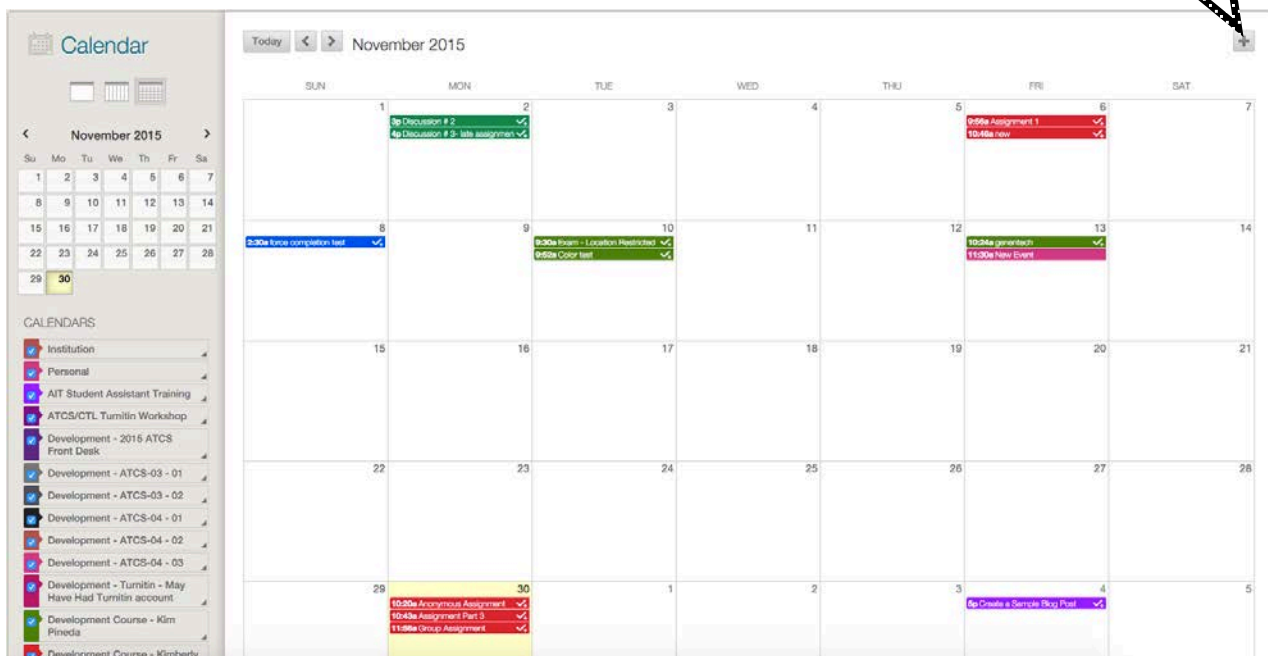 Calendar
November 2015
Su Mo Tu We Th Fr Sa
1 2 3 4 5 6 7
8 9 10 11 12 13 14
15 16 17 18 19 20 21
22 23 24 25 26 27 28
29 30
CALENDARS
Institution
Personal
AIT Student Assistant Training
ATCS/CTL Turnitin Workshop
Development - 2015 ATCS
Front Desk
Development - ATCS-03 - 01
Development - ATCS-03 - 02
Development - ATCS-04 - 01
Development - ATCS-04 - 02
Development - ATCS-04 - 03
Development - Turnitin - May
Have Had Turnitin account
Development Course - Kim
Pineda
Development Course - Kimberly
Today < > November 2015 +
SUN MON TUE WED THU FRI SAT
1 2 3 4 5 6 7
3p Discussion # 2
4p Discussion # 3- late assignmen
9:56a Assignment 1
10:46a new
8 9 10 11 12 13 14
2:30a force completion test
9:30a Exam - Location Restricted
9:52a Color test
10:24a genentech
11:30a New Event
15 16 17 18 19 20 21
22 23 24 25 26 27 28
29 30 1 2 3 4 5
10:20a Anonymous Assignment
10:43a Assignment Part 3
Group Assignment
5p Create a Sample Blog Post